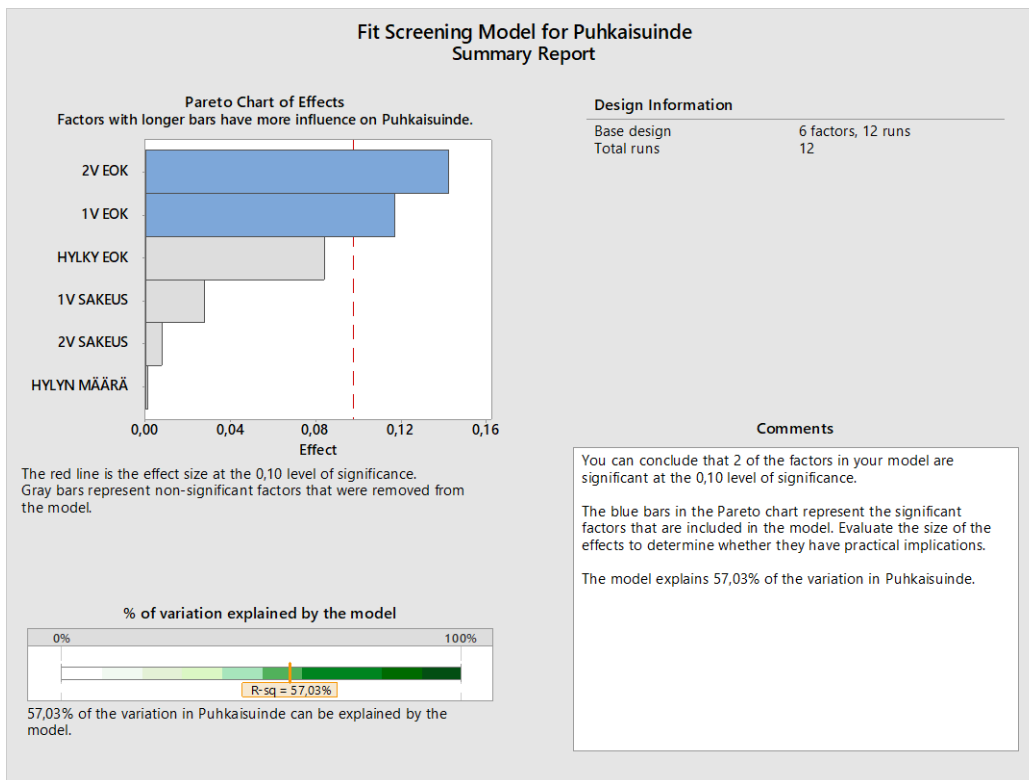 Fit Screening Model for Puhkaisuinde
Summary Report
Pareto Chart of Effects
Factors with longer bars have more influence on Puhkaisuinde.
2V EOK
1V EOK
HYLKY EOK
1V SAKEUS
2V SAKEUS
HYLYN MÄÄRÄ
0,00 0,04 0,08 0,12 0,16
Effect
The red line is the effect size at the 0,10 level of significance.
Gray bars represent non-significant factors that were removed from
the model.
% of variation explained by the model
0% 100%
R-sq = 57,03%
57,03% of the variation in Puhkaisuinde can be explained by the
model.
Design Information
Base design 6 factors, 12 runs
Total runs 12
Comments
You can conclude that 2 of the factors in your model are
significant at the 0,10 level of significance.
The blue bars in the Pareto chart represent the significant
factors that are included in the model. Evaluate the size of the
effects to determine whether they have practical implications.
The model explains 57,03% of the variation in Puhkaisuinde.